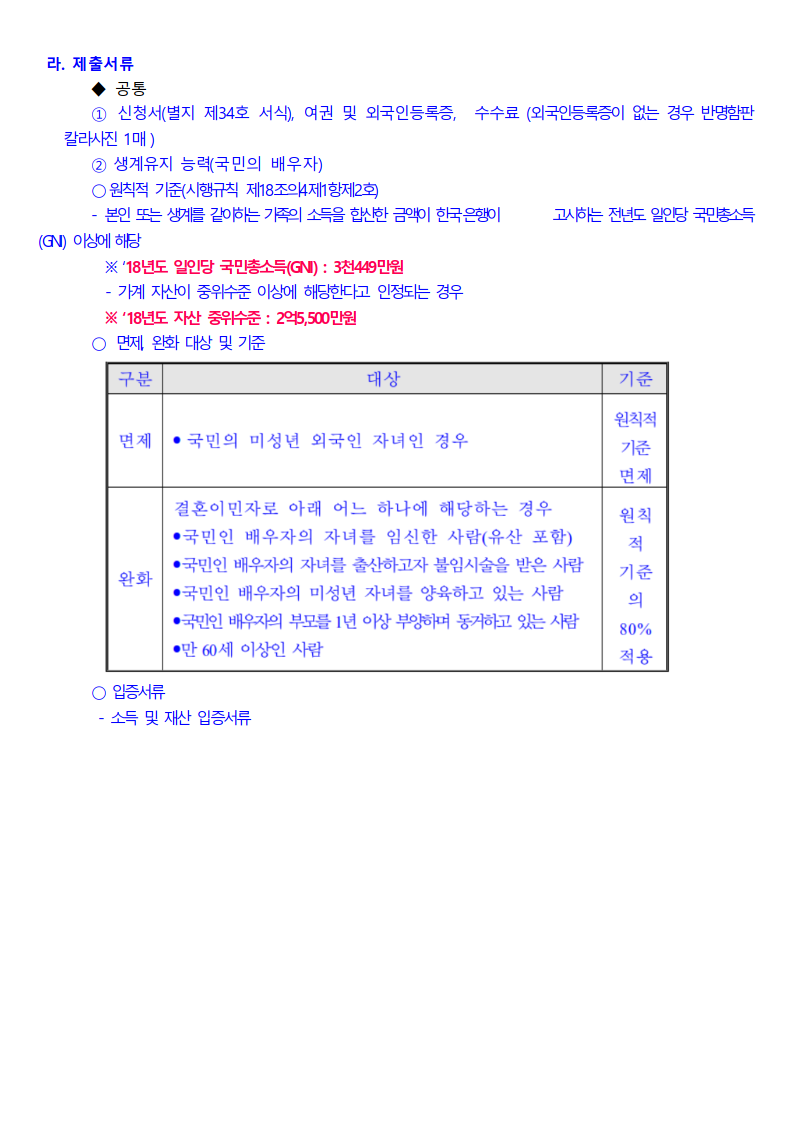 라. 제출서류
◆ 공통
① 신청서(별지 제34호 서식), 여권 및 외국인등록증, 수수료 (외국인등록증이 없는 경우 반명함판
칼라사진 1매 )
② 생계유지 능력(국민의 배우자)
○ 원칙적 기준(시행규칙 제18조의4제1항제2호)
- 본인 또는 생계를 같이하는 가족의 소득을 합산한 금액이 한국은행이 고시하는 전년도 일인당 국민총소득
(GNI) 이상에 해당
※ ‘18년도 일인당 국민총소득(GNI) : 3천449만원
- 가계 자산이 중위수준 이상에 해당한다고 인정되는 경우
※ ‘18년도 자산 중위수준 : 2억5,500만원
○ 면제, 완화 대상 및 기준
구분 대상 기준
면제 •국민의 미성년 외국인 자녀인 경우 원칙적
기준
면제
완화 결혼이민자로 아래 어느 하나에 해당하는 경우
•국민인 배우자의 자녀를 임신한 사람(유산 포함)
•국민인 배우자의 자녀를 출산하고자 불임시술을 받은 사람
•국민인 배우자의 미성년 자녀를 양육하고 있는 사람
•국민인 배우자의 부모를 1년 이상 부양하며 동거하고 있는 사람
•만 60세 이상인 사람
원칙
적
기준
의
80%
적용
○ 입증서류
- 소득 및 재산 입증서류